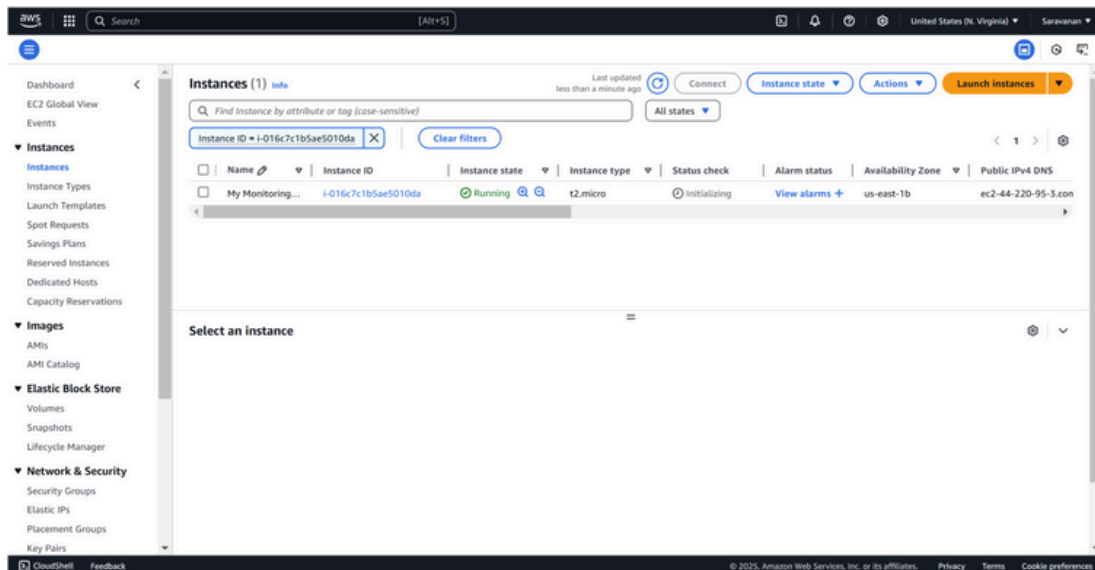 aws
Search
[Alt+S]
United States (N. Virginia)
Saravanan
Dashboard
EC2 Global View
Events
Instances
Instances
Instance Types
Launch Templates
Spot Requests
Savings Plans
Reserved Instances
Dedicated Hosts
Capacity Reservations
Images
AMIs
AMI Catalog
Elastic Block Store
Volumes
Snapshots
Lifecycle Manager
Network & Security
Security Groups
Elastic IPs
Placement Groups
Key Pairs
Instances (1) Info
Last updated
less than a minute ago
Connect
Instance state
Actions
Launch instances
Find Instance by attribute or tag (case-sensitive)
All states
Instance ID = i-016c7c1b5ae5010da
Clear filters
1
Name Instance ID Instance state Instance type Status check Alarm status Availability Zone Public IPv4 DNS
My Monitoring... i-016c7c1b5ae5010da Running t2.micro Initializing View alarms + us-east-1b ec2-44-220-95-3.con
Select an instance
CloudShell Feedback © 2025, Amazon Web Services, Inc. or its affiliates. Privacy Terms Cookie preferences